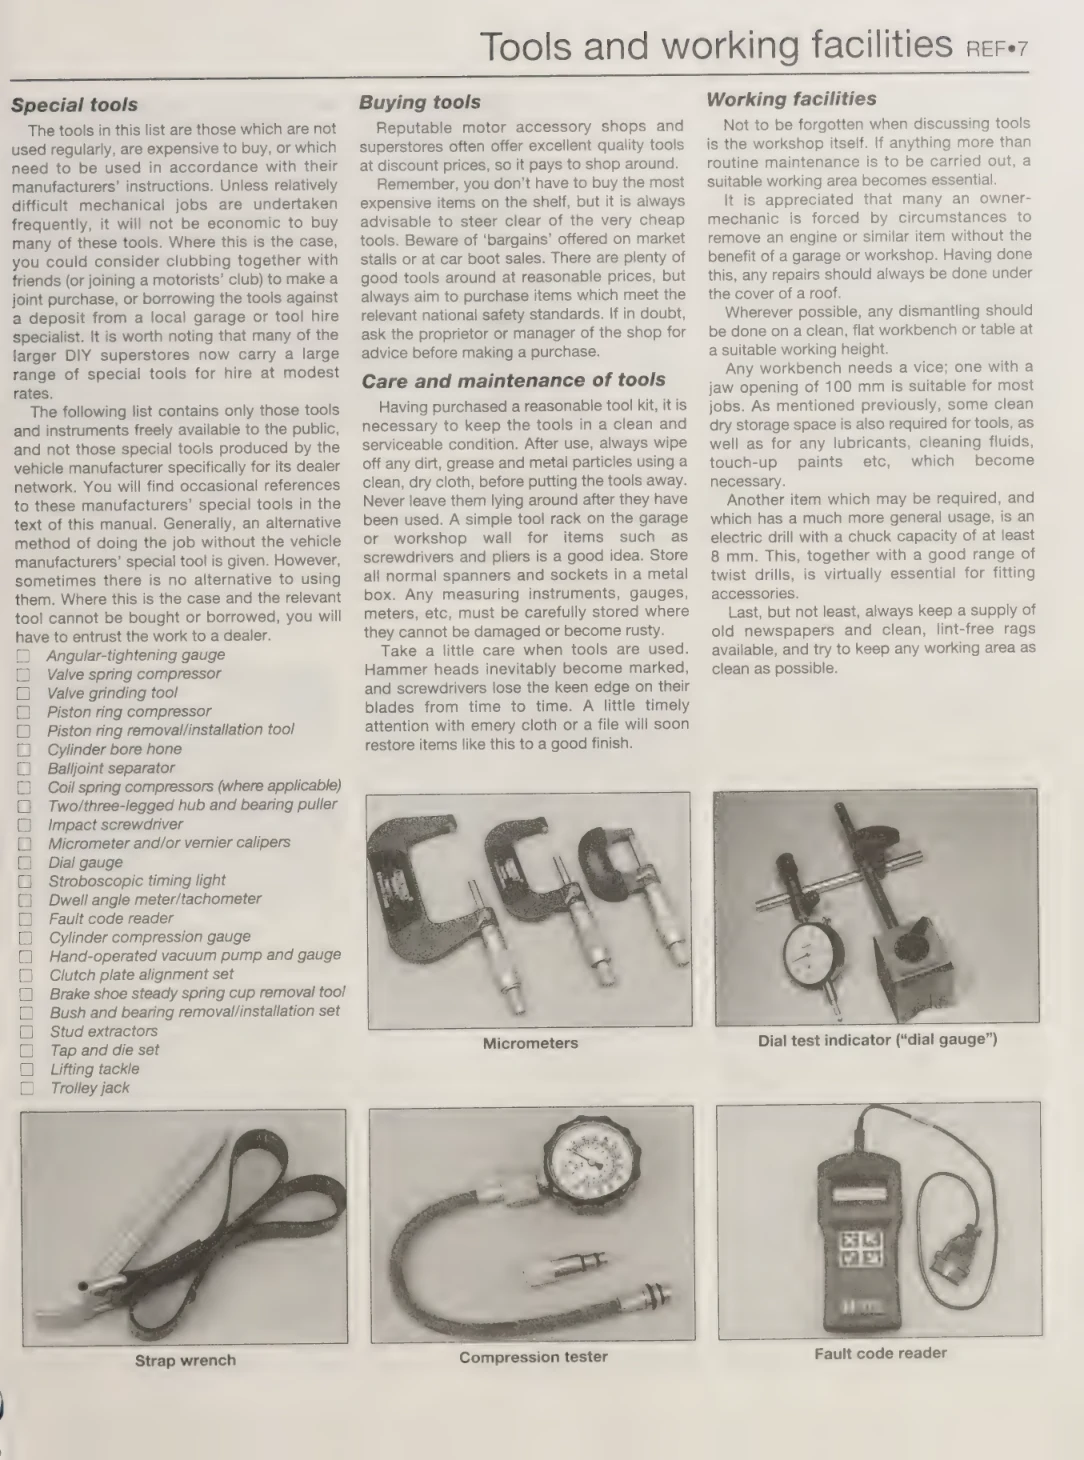 Tools and working facilities REF•7
Special tools
The tools in this list are those which are not
used regularly, are expensive to buy, or which
need to be used in accordance with their
manufacturers' instructions. Unless relatively
difficult mechanical jobs are undertaken
frequently, it will not be economic to buy
many of these tools. Where this is the case,
you could consider clubbing together with
friends (or joining a motorists' club) to make a
joint purchase, or borrowing the tools against
a deposit from a local garage or tool hire
specialist. It is worth noting that many of the
larger DIY superstores now carry a large
range of special tools for hire at modest
rates.
The following list contains only those tools
and instruments freely available to the public,
and not those special tools produced by the
vehicle manufacturer specifically for its dealer
network. You will find occasional references
to these manufacturers' special tools in the
text of this manual. Generally, an alternative
method of doing the job without the vehicle
manufacturers' special tool is given. However,
sometimes there is no alternative to using
them. Where this is the case and the relevant
tool cannot be bought or borrowed, you will
have to entrust the work to a dealer.
Angular-tightening gauge
Valve spring compressor
Valve grinding tool
Piston ring compressor
Piston ring removal/installation tool
Cylinder bore hone
Balljoint separator
Coil spring compressors (where applicable)
Two/three-legged hub and bearing puller
Impact screwdriver
Micrometer and/or vernier calipers
Dial gauge
Stroboscopic timing light
Dwell angle meter/tachometer
Fault code reader
Cylinder compression gauge
Hand-operated vacuum pump and gauge
Clutch plate alignment set
Brake shoe steady spring cup removal tool
Bush and bearing removal/installation set
Stud extractors
Tap and die set
Lifting tackle
Trolley jack
Buying tools
Reputable motor accessory shops and
superstores often offer excellent quality tools
at discount prices, so it pays to shop around.
Remember, you don't have to buy the most
expensive items on the shelf, but it is always
advisable to steer clear of the very cheap
tools. Beware of 'bargains' offered on market
stalls or at car boot sales. There are plenty of
good tools around at reasonable prices, but
always aim to purchase items which meet the
relevant national safety standards. If in doubt,
ask the proprietor or manager of the shop for
advice before making a purchase.
Care and maintenance of tools
Having purchased a reasonable tool kit, it is
necessary to keep the tools in a clean and
serviceable condition. After use, always wipe
off any dirt, grease and metal particles using a
clean, dry cloth, before putting the tools away.
Never leave them lying around after they have
been used. A simple tool rack on the garage
or workshop wall for items such as
screwdrivers and pliers is a good idea. Store
all normal spanners and sockets in a metal
box. Any measuring instruments, gauges,
meters, etc, must be carefully stored where
they cannot be damaged or become rusty.
Take a little care when tools are used.
Hammer heads inevitably become marked,
and screwdrivers lose the keen edge on their
blades from time to time. A little timely
attention with emery cloth or a file will soon
restore items like this to a good finish.
Working facilities
Not to be forgotten when discussing tools
is the workshop itself. If anything more than
routine maintenance is to be carried out, a
suitable working area becomes essential.
It is appreciated that many an owner-
mechanic is forced by circumstances to
remove an engine or similar item without the
benefit of a garage or workshop. Having done
this, any repairs should always be done under
the cover of a roof.
Wherever possible, any dismantling should
be done on a clean, flat workbench or table at
a suitable working height.
Any workbench needs a vice; one with a
jaw opening of 100 mm is suitable for most
jobs. As mentioned previously, some clean
dry storage space is also required for tools, as
well as for any lubricants, cleaning fluids,
touch-up paints etc, which become
necessary.
Another item which may be required, and
which has a much more general usage, is an
electric drill with a chuck capacity of at least
8 mm. This, together with a good range of
twist drills, is virtually essential for fitting
accessories.
Last, but not least, always keep a supply of
old newspapers and clean, lint-free rags
available, and try to keep any working area as
clean as possible.
Micrometers
Dial test indicator ("dial gauge")
Strap wrench
Compression tester
Fault code reader